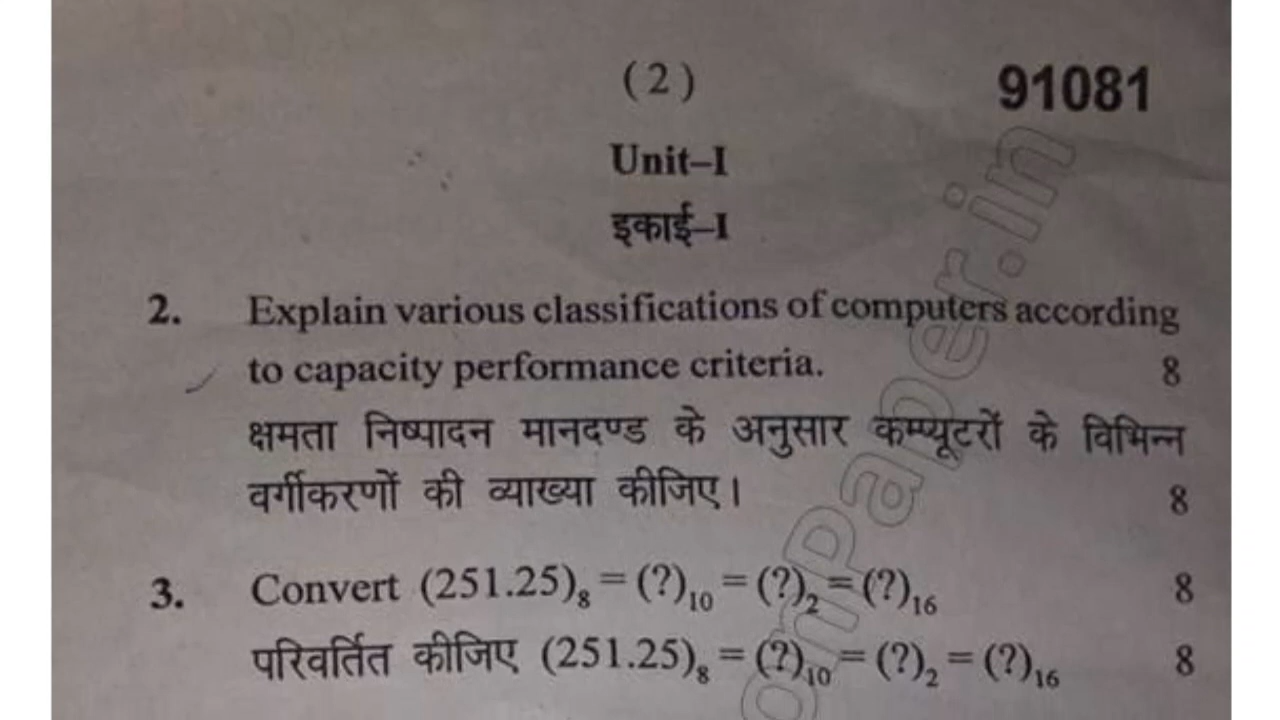 (2)
91081
Unit–I
इकाई–I
2. Explain various classifications of computers according
to capacity performance criteria. 8
क्षमता निष्पादन मानदण्ड के अनुसार कम्प्यूटरों के विभिन्न
वर्गीकरणों की व्याख्या कीजिए। 8
3. Convert (251.25)₈ = (?)₁₀ = (?)₂ = (?)₁₆ 8
परिवर्तित कीजिए (251.25)₈ = (?)₁₀ = (?)₂ = (?)₁₆ 8
omPaper.in